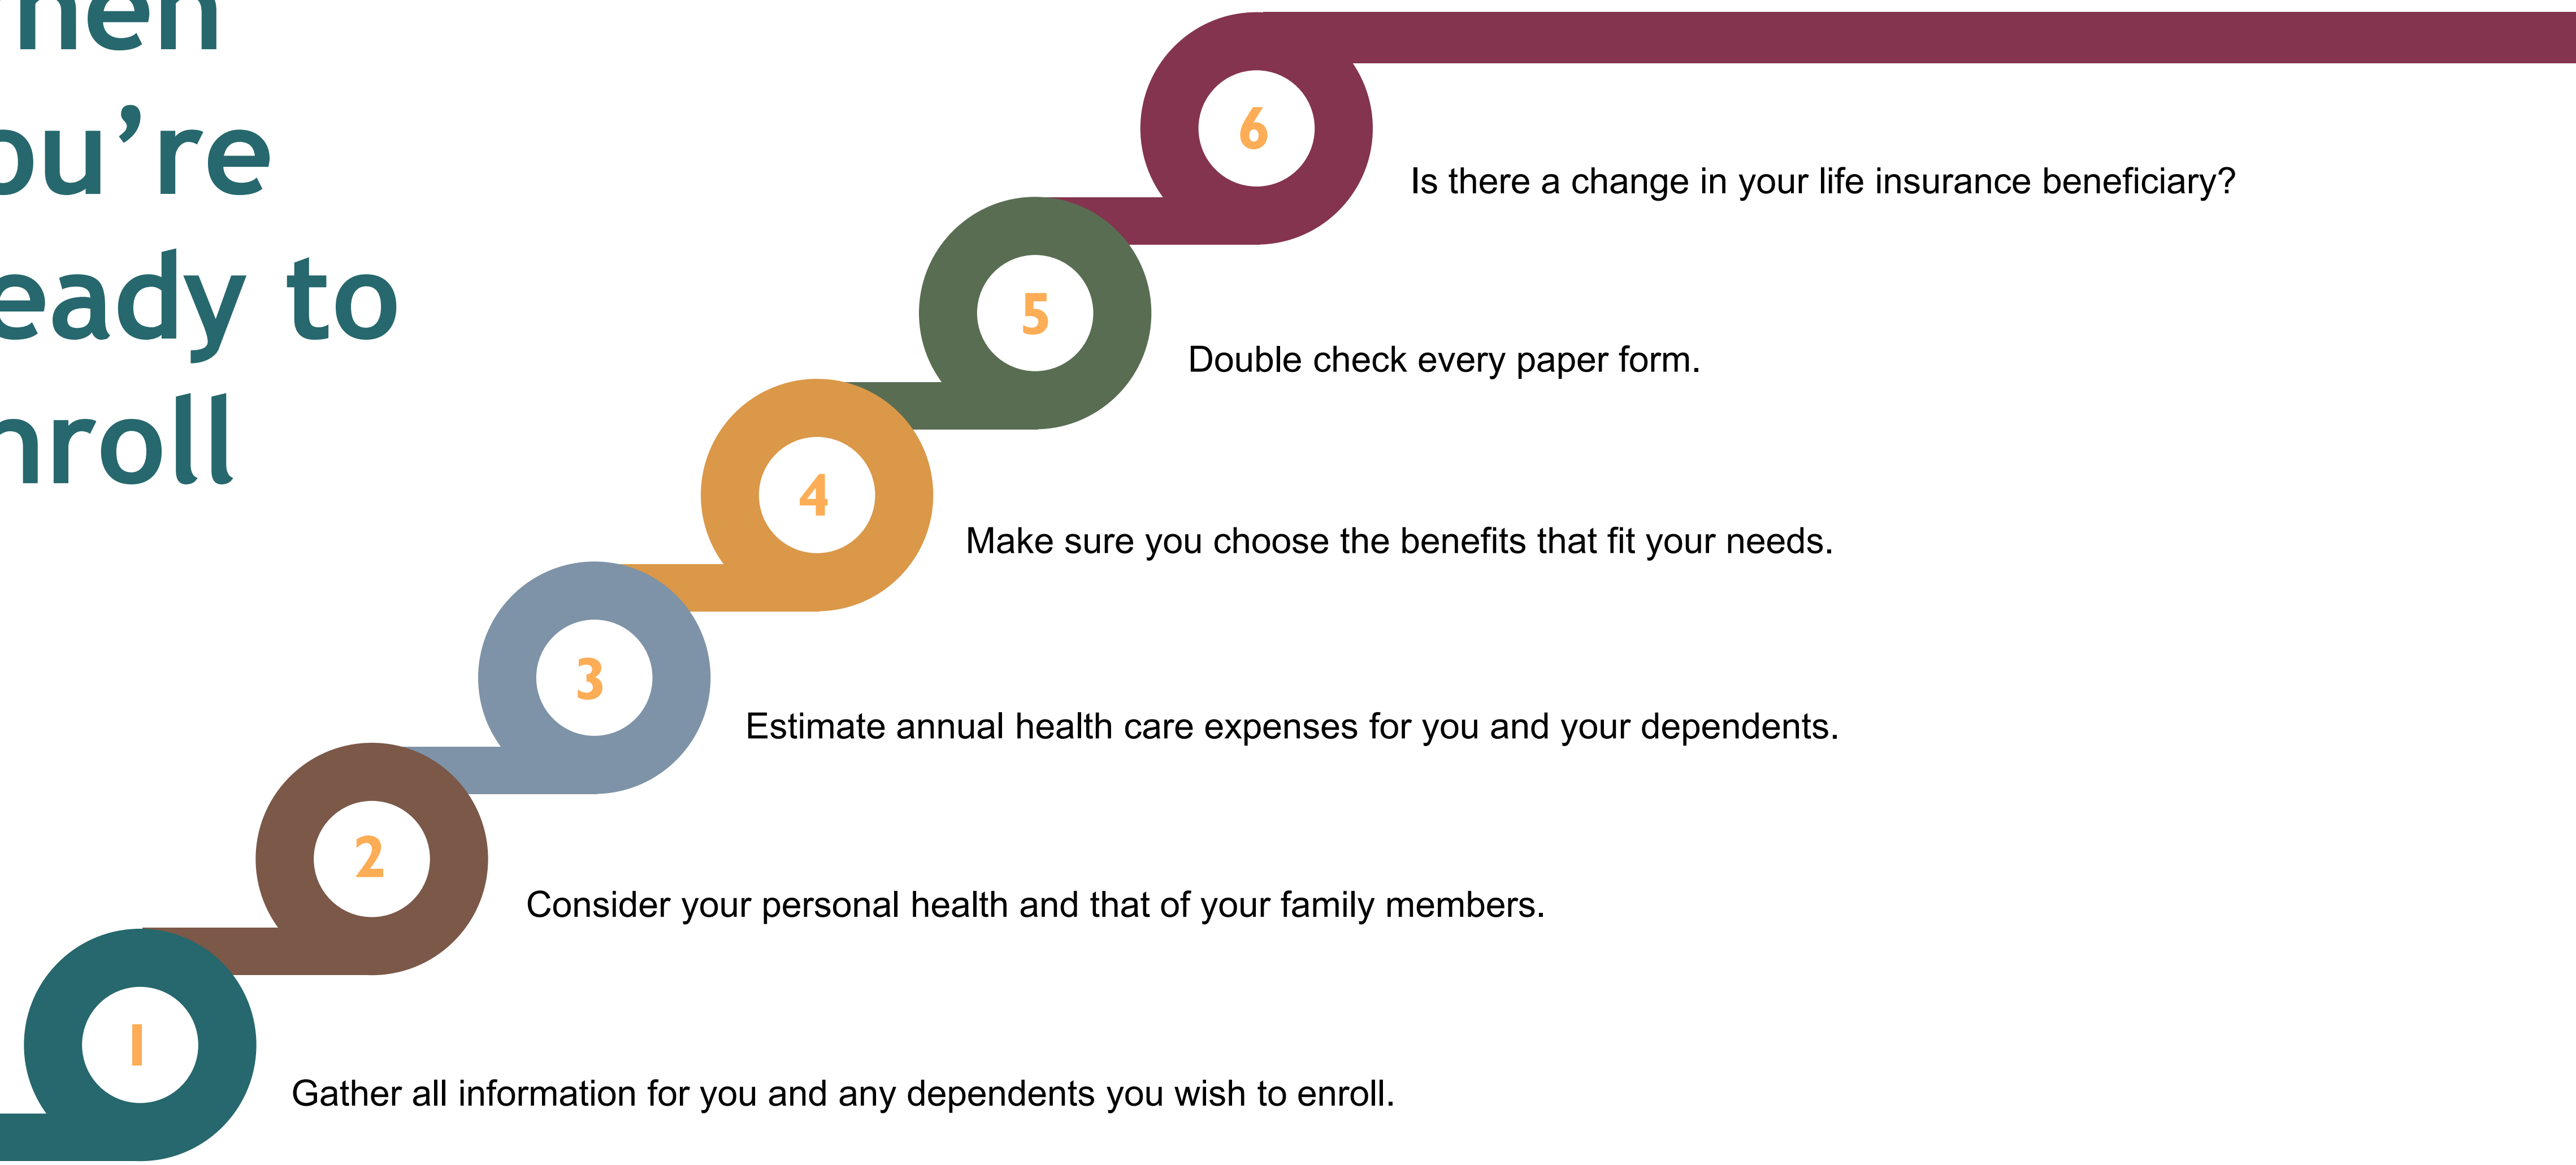 hen
ou’re
eady to
nroll
6
Is there a change in your life insurance beneficiary?
5
Double check every paper form.
4
Make sure you choose the benefits that fit your needs.
3
Estimate annual health care expenses for you and your dependents.
2
Consider your personal health and that of your family members.
1
Gather all information for you and any dependents you wish to enroll.